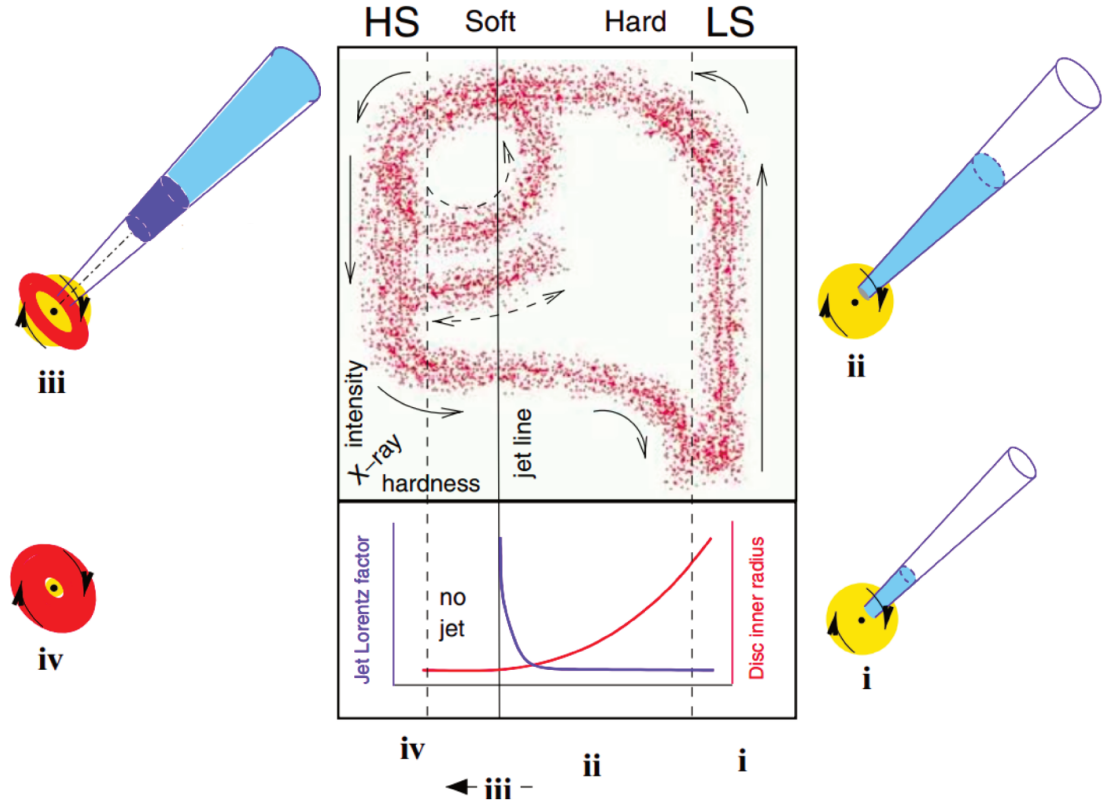 HS Soft Hard LS
iii
ii
intensity
X-ray
hardness
jet line
iv
i
Jet Lorentz factor
no
jet
Disc inner radius
iv
ii
i
iii